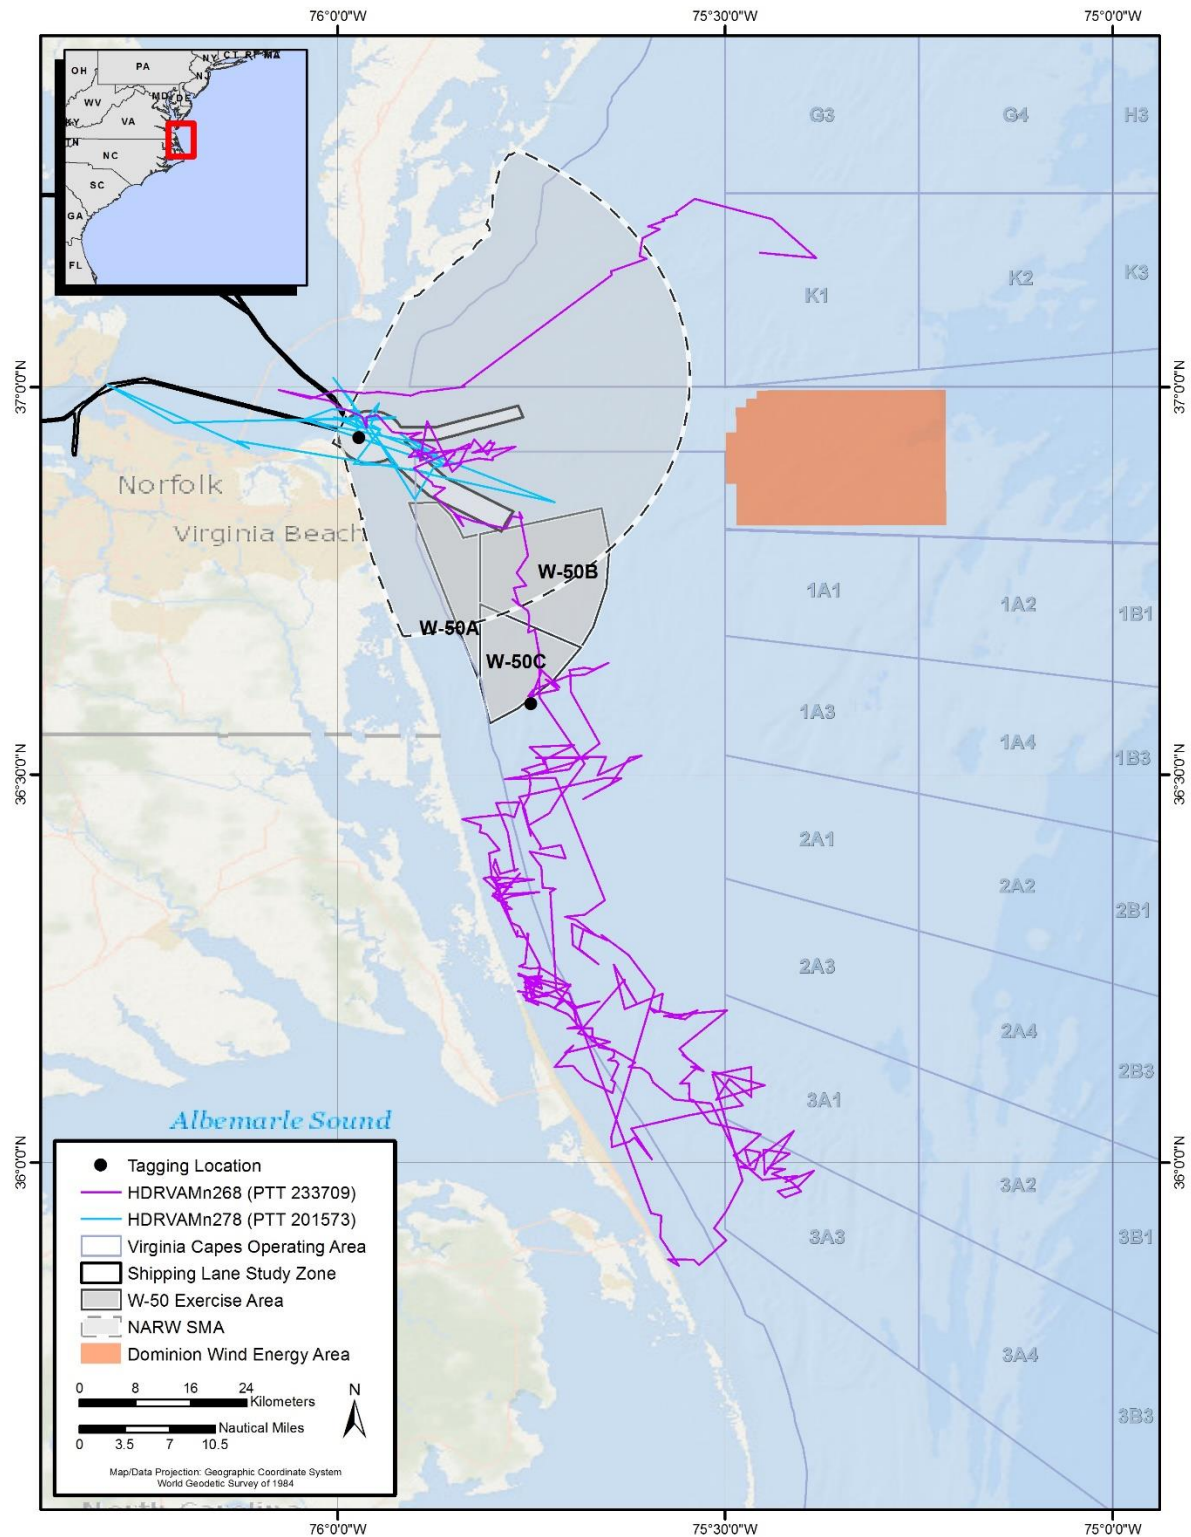 76°0'0"W 75°30'0"W 75°0'0"W
NY CT RI MA
OH PA
NJ
MD DE
WV
VA
KY
TN
NC
SC
GA
FL
G3 G4 H3
K1 K2 K3
37°0'0"N 37°0'0"N
Norfolk
Virginia Beach
W-50B
W-50A
W-50C
1A1 1A2 1B1
1A3 1A4 1B3
36°30'0"N 36°30'0"N
2A1 2A2 2B1
2A3 2A4 2B3
3A1
Albemarle Sound
36°0'0"N 36°0'0"N
3A2
3A3 3B1
3A4
3B3
Tagging Location
HDRVAMn268 (PTT 233709)
HDRVAMn278 (PTT 201573)
Virginia Capes Operating Area
Shipping Lane Study Zone
W-50 Exercise Area
NARW SMA
Dominion Wind Energy Area
0 8 16 24
Kilometers
N
Nautical Miles
0 3.5 7 10.5
Map/Data Projection: Geographic Coordinate System
World Geodetic Survey of 1984
North Carolina
76°0'0"W 75°30'0"W 75°0'0"W